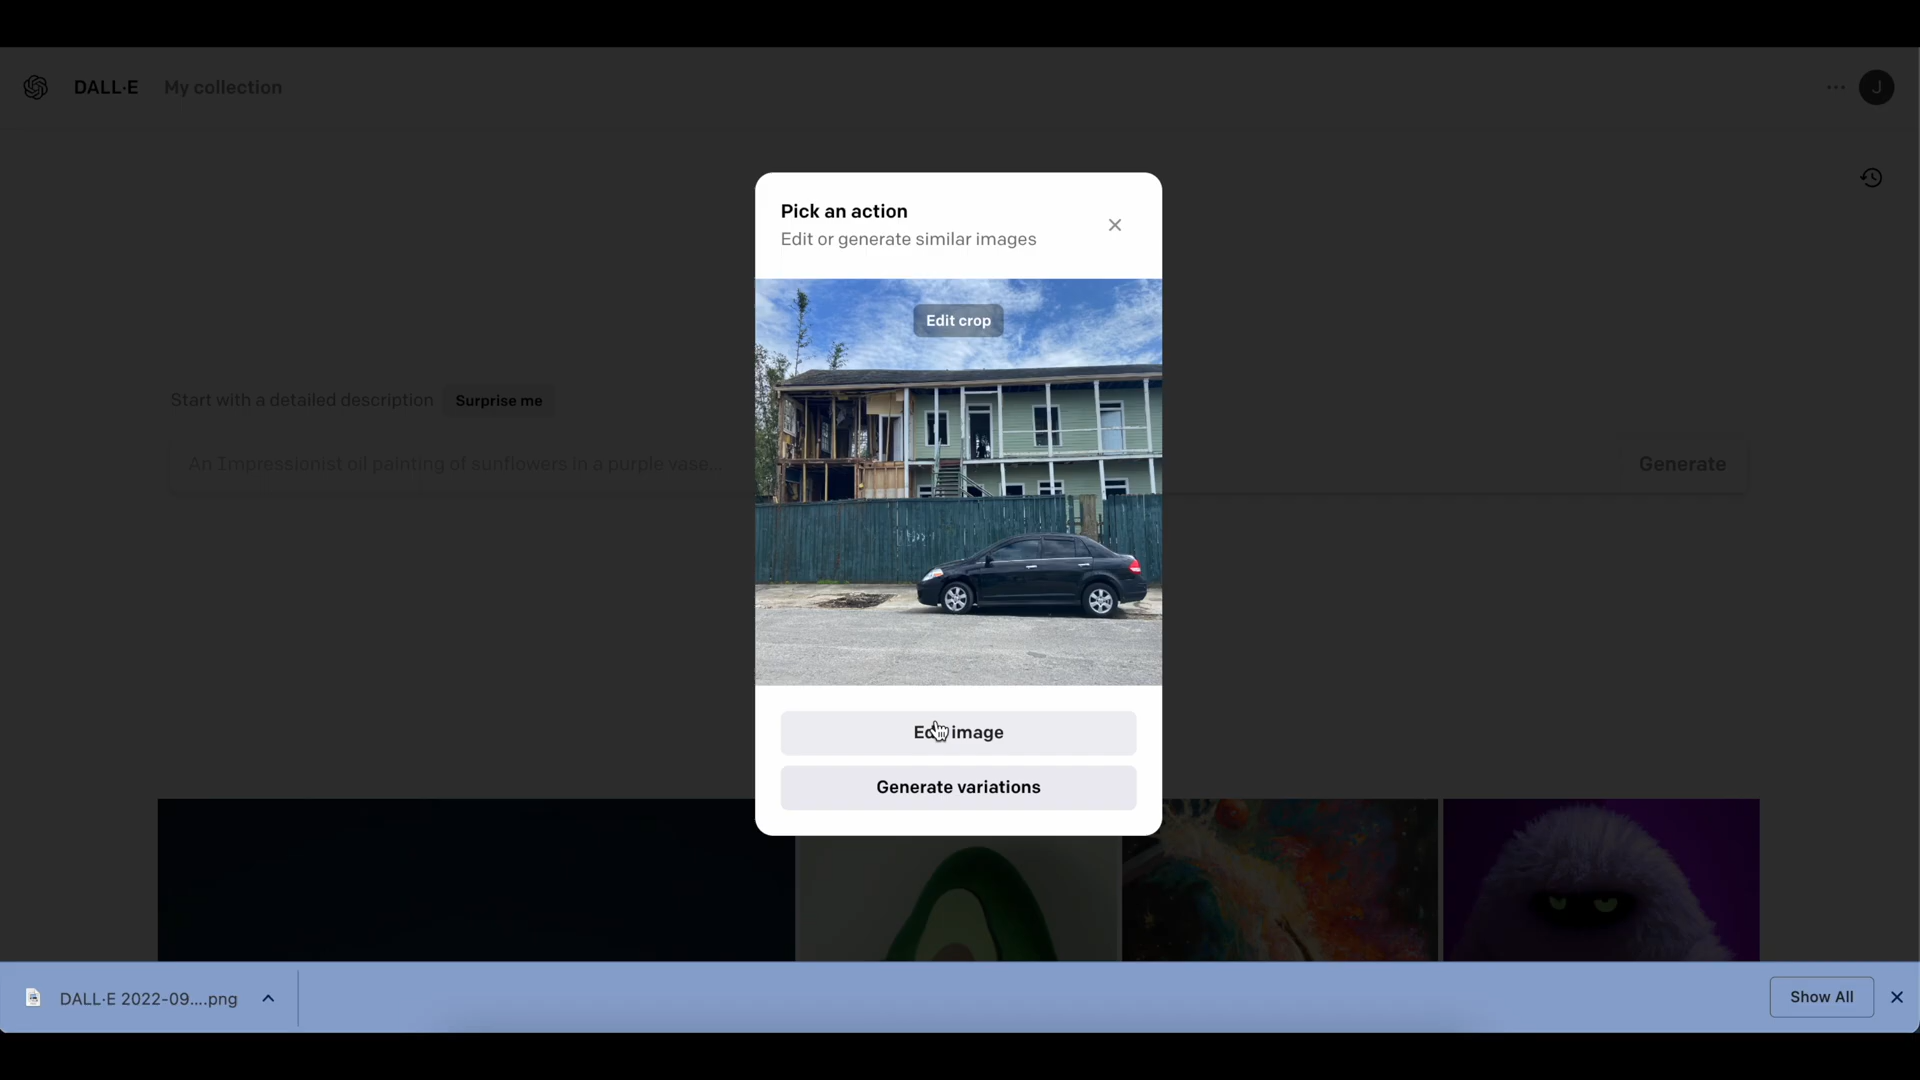 DALL·E My collection ... J
Pick an action
Edit or generate similar images
Edit crop
Start with a detailed description Surprise me
An Impressionist oil painting of sunflowers in a purple vase...
Generate
image
Generate variations
DALL·E 2022-09....png
Show All